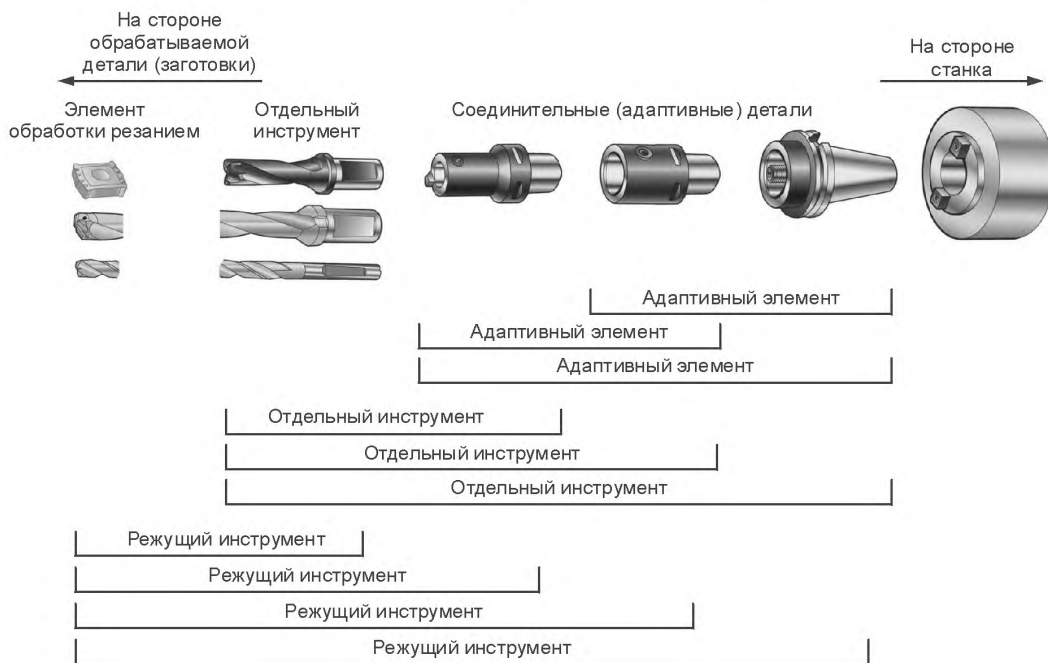 На стороне
обрабатываемой
детали (заготовки)
На стороне
станка
Элемент
обработки резанием
Отдельный
инструмент
Соединительные (адаптивные) детали
Адаптивный элемент
Адаптивный элемент
Адаптивный элемент
Отдельный инструмент
Отдельный инструмент
Отдельный инструмент
Режущий инструмент
Режущий инструмент
Режущий инструмент
Режущий инструмент